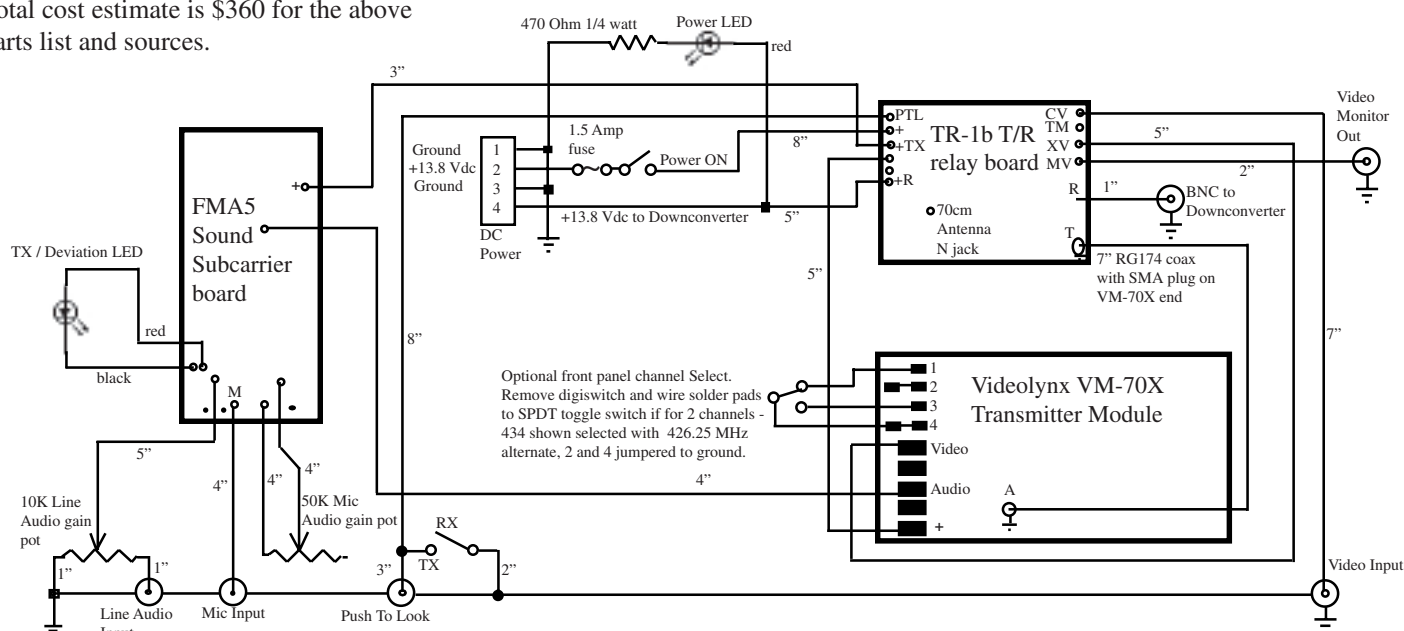 otal cost estimate is $360 for the above
arts list and sources.
470 Ohm 1/4 watt
Power LED
red
3”
Video
Monitor
Out
PTL
+
+TX
+R
TR-1b T/R
relay board
CV
TM
XV
MV
5”
2”
1.5 Amp
fuse
8”
Ground
+13.8 Vdc
Ground
1
2
3
4
Power ON
+13.8 Vdc to Downconverter
5”
DC
Power
R
1”
BNC to
Downconverter
70cm
Antenna
N jack
T
7” RG174 coax
with SMA plug on
VM-70X end
+
FMA5
Sound
Subcarrier
board
TX / Deviation LED
red
black
M
5”
8”
7”
Optional front panel channel Select.
Remove digiswitch and wire solder pads
to SPDT toggle switch if for 2 channels -
434 shown selected with 426.25 MHz
alternate, 2 and 4 jumpered to ground.
1
2
3
4
Video
Audio
+
Videolynx VM-70X
Transmitter Module
A
5”
4”
4”
4”
4”
10K Line
Audio gain
pot
50K Mic
Audio gain pot
RX
TX
1”
1”
3”
2”
Line Audio
Input
Mic Input
Push To Look
Video Input